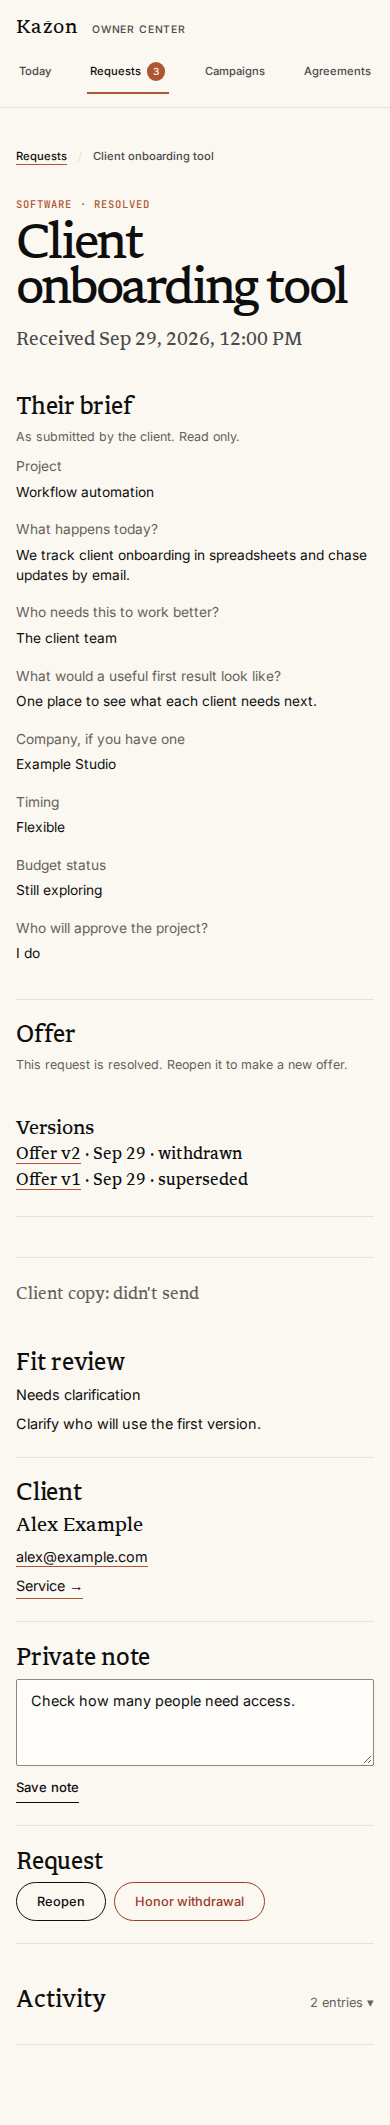 Kažon OWNER CENTER
Today Requests 3 Campaigns Agreements
Requests / Client onboarding tool
SOFTWARE · RESOLVED
Client
onboarding tool
Received Sep 29, 2026, 12:00 PM
Their brief
As submitted by the client. Read only.
Project
Workflow automation
What happens today?
We track client onboarding in spreadsheets and chase
updates by email.
Who needs this to work better?
The client team
What would a useful first result look like?
One place to see what each client needs next.
Company, if you have one
Example Studio
Timing
Flexible
Budget status
Still exploring
Who will approve the project?
I do
Offer
This request is resolved. Reopen it to make a new offer.
Versions
Offer v2 · Sep 29 · withdrawn
Offer v1 · Sep 29 · superseded
Client copy: didn't send
Fit review
Needs clarification
Clarify who will use the first version.
Client
Alex Example
alex@example.com
Service →
Private note
Check how many people need access.
Save note
Request
Reopen Honor withdrawal
Activity 2 entries ▾